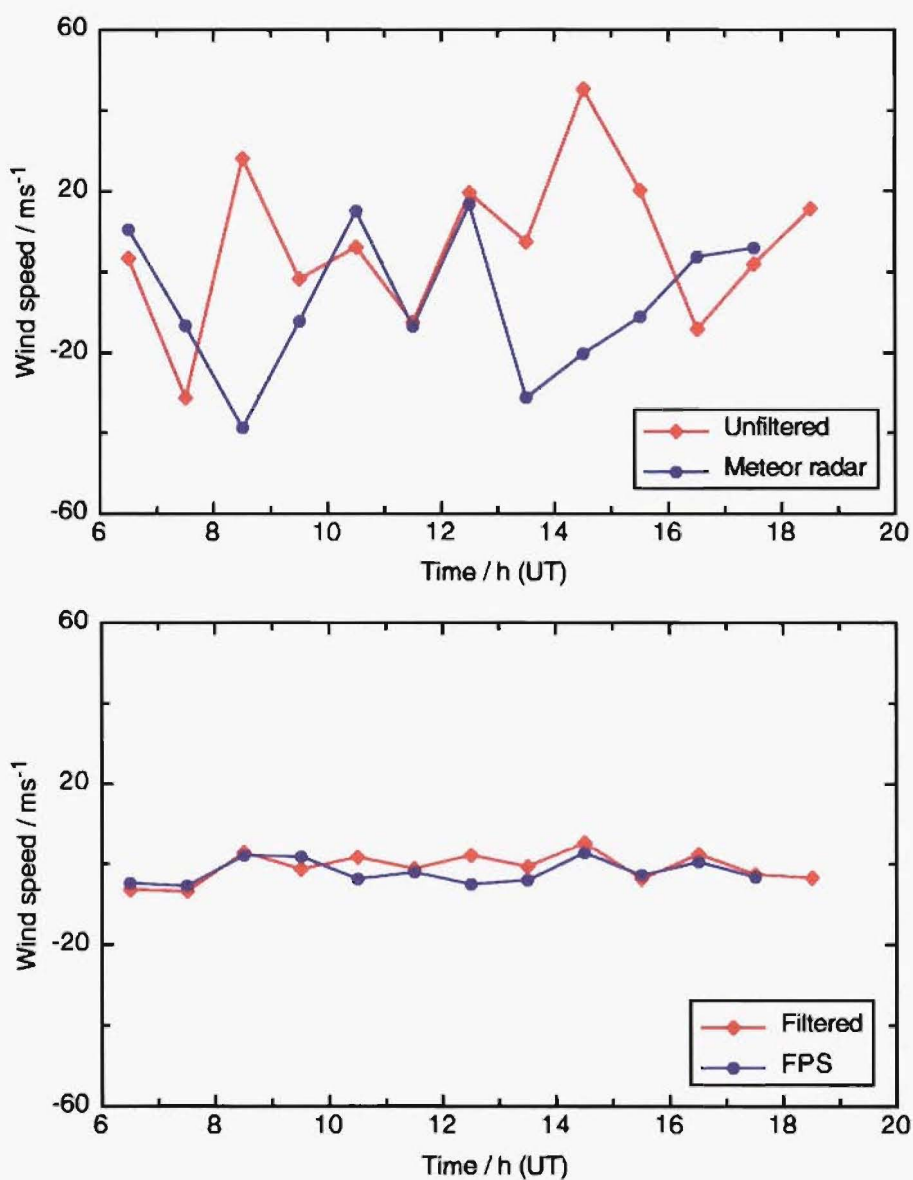 60
20
-20
-60
Wind speed / ms-1
Unfiltered
Meteor radar
6 8 10 12 14 16 18 20
Time / h (UT)
60
20
-20
-60
Wind speed / ms-1
Filtered
FPS
6 8 10 12 14 16 18 20
Time / h (UT)